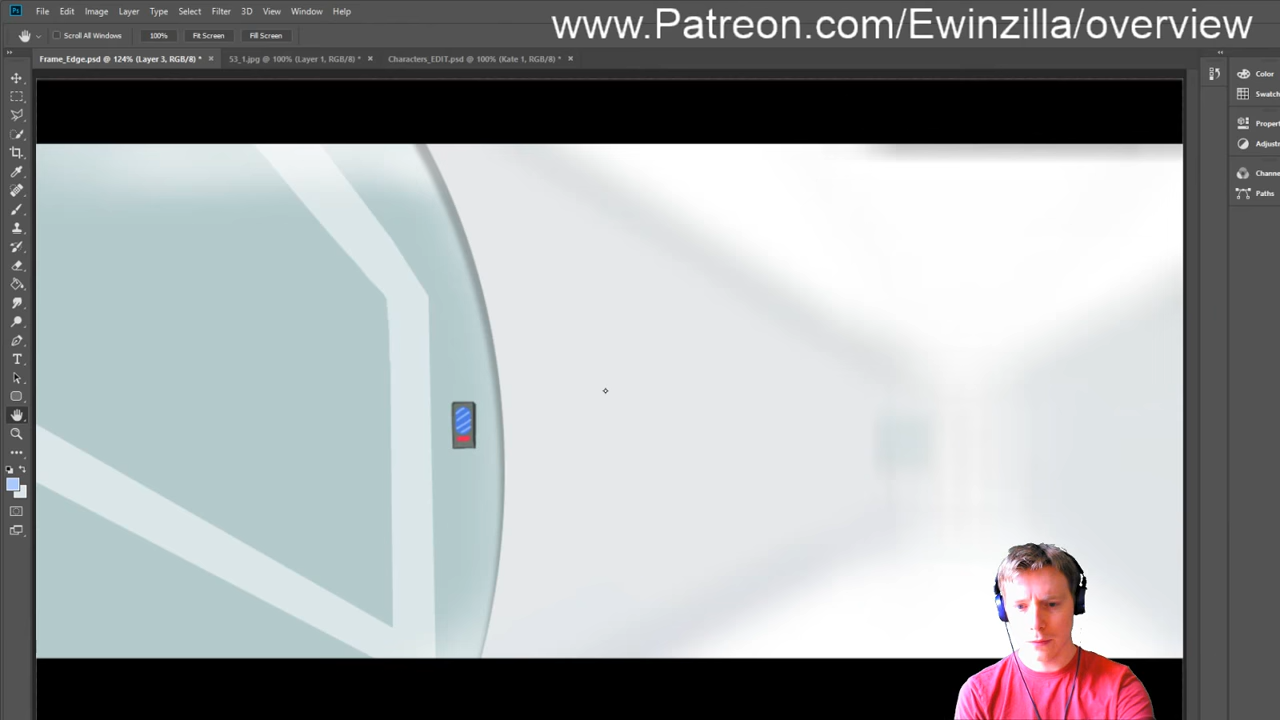 Ps File Edit Image Layer Type Select Filter 3D View Window Help
www.Patreon.com/Ewinzilla/overview
Scroll All Windows 100% Fit Screen Fill Screen
Frame_Edge.psd @ 124% (Layer 3, RGB/8) * 53_1.jpg @ 100% (Layer 1, RGB/8) * Characters_EDIT.psd @ 100% (Kate 1, RGB/8) *
Color
Swatch
Propert
Adjustn
Channe
Paths